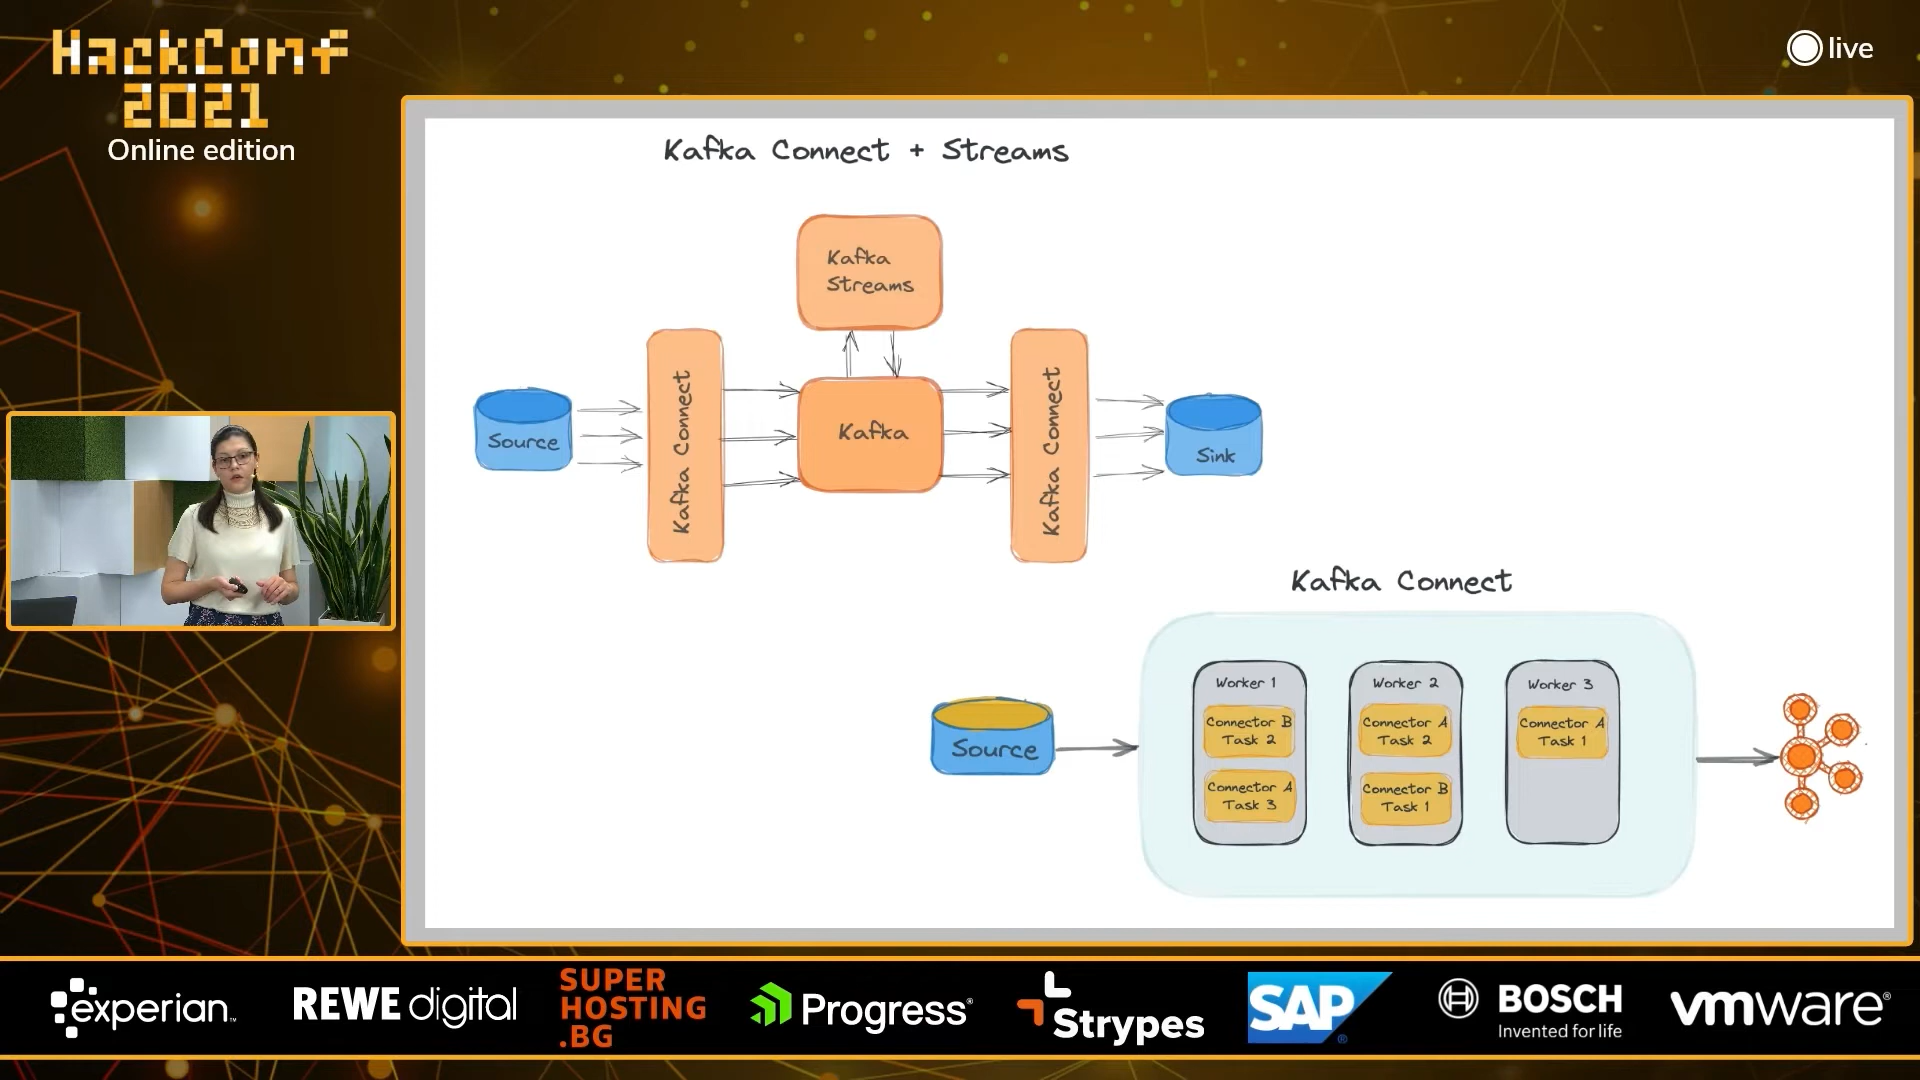 HackConf
2021
Online edition
live
Kafka Connect + Streams
Kafka
Streams
Source
Kafka Connect
Kafka
Kafka Connect
Sink
Kafka Connect
Source
Worker 1
Connector B
Task 2
Connector A
Task 3
Worker 2
Connector A
Task 2
Connector B
Task 1
Worker 3
Connector A
Task 1
experian™
REWE digital
SUPER
HOSTING
.BG
Progress®
Strypes
SAP®
BOSCH
Invented for life
vmware®